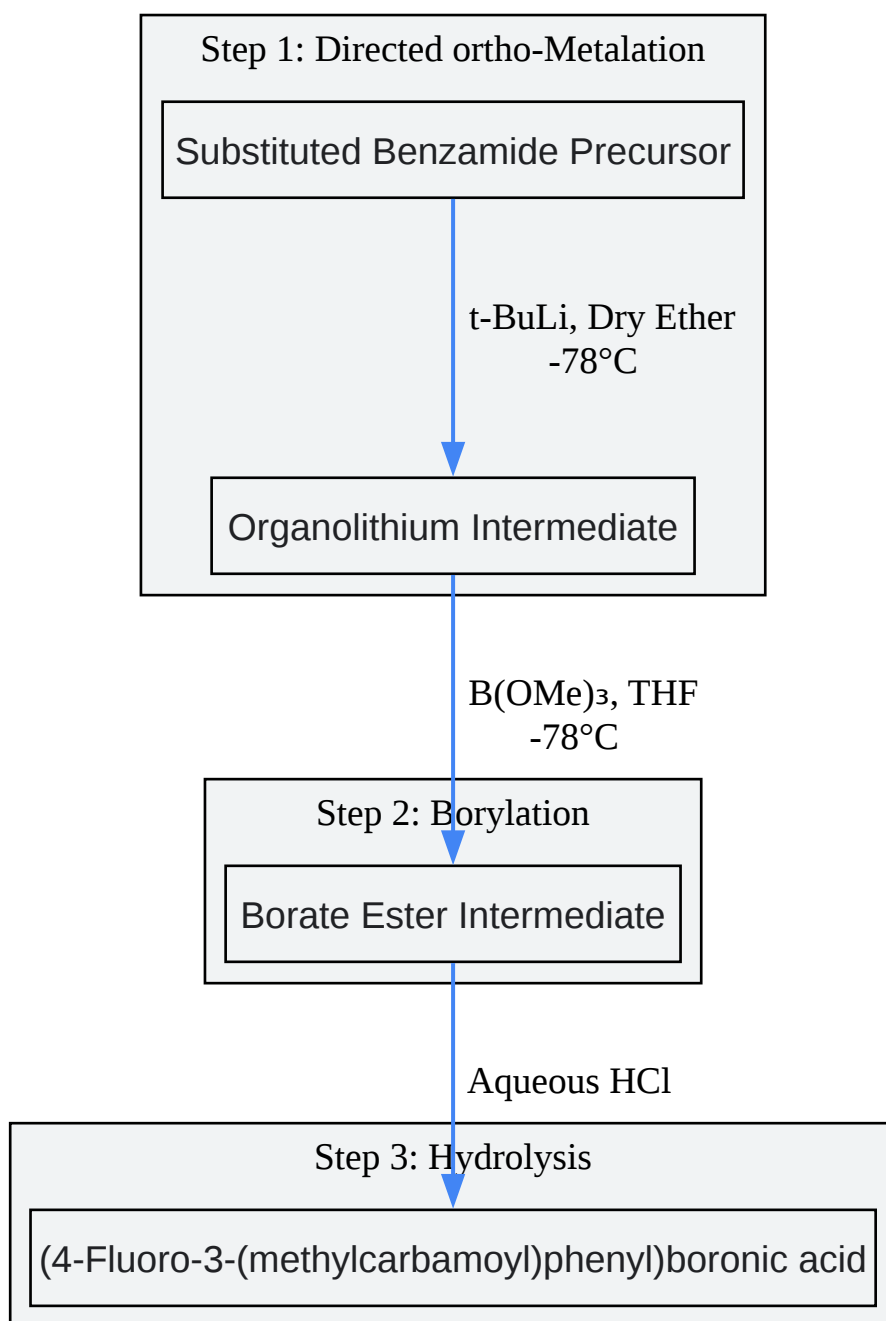 Step 1: Directed ortho-Metalation
Substituted Benzamide Precursor
t-BuLi, Dry Ether
-78°C
Organolithium Intermediate
B(OMe)₃, THF
-78°C
Step 2: Borylation
Borate Ester Intermediate
Aqueous HCl
Step 3: Hydrolysis
(4-Fluoro-3-(methylcarbamoyl)phenyl)boronic acid